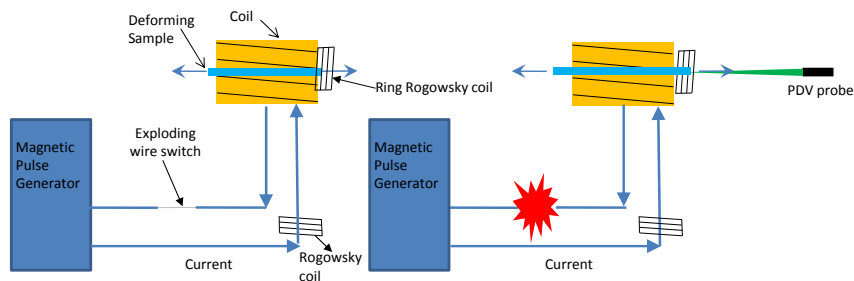 Deforming
Sample
Coil
Ring Rogowsky coil
Exploding
wire switch
Magnetic
Pulse
Generator
Current
Rogowsky
coil
PDV probe
Magnetic
Pulse
Generator
Current